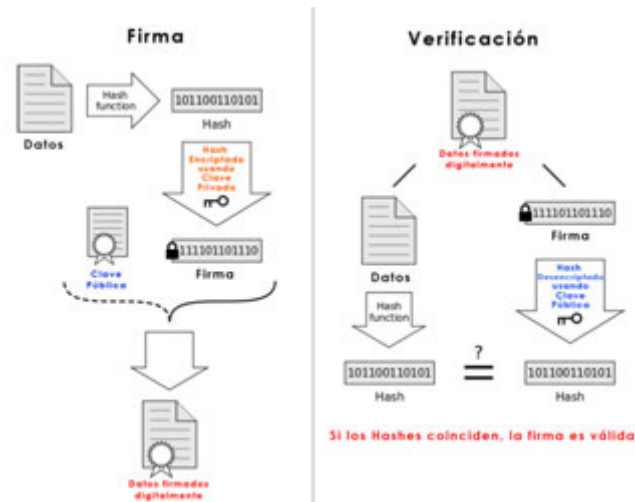 Firma
Hash
function
101100110101
Hash
Datos
Hash
Encriptado
usando
Clave
Privada
111101101110
Firma
Clave
Pública
Datos firmados
digitalmente
Verificación
Datos firmados
digitalmente
Datos
111101101110
Firma
Hash
function
Hash
Desencriptado
usando
Clave
Pública
101100110101
Hash
?
=
101100110101
Hash
Si los Hashes coinciden, la firma es válida